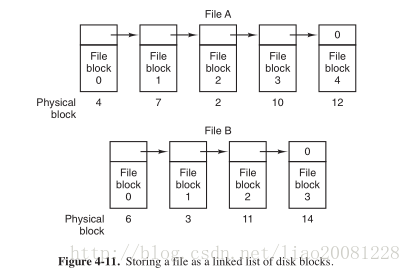 File A
0
File block 0
File block 1
File block 2
File block 3
File block 4
Physical block 4 7 2 10 12
File B
0
File block 0
File block 1
File block 2
File block 3
Physical block 6 3 11 14
http://blog.csdn.net/liao20081228
Figure 4-11. Storing a file as a linked list of disk blocks.